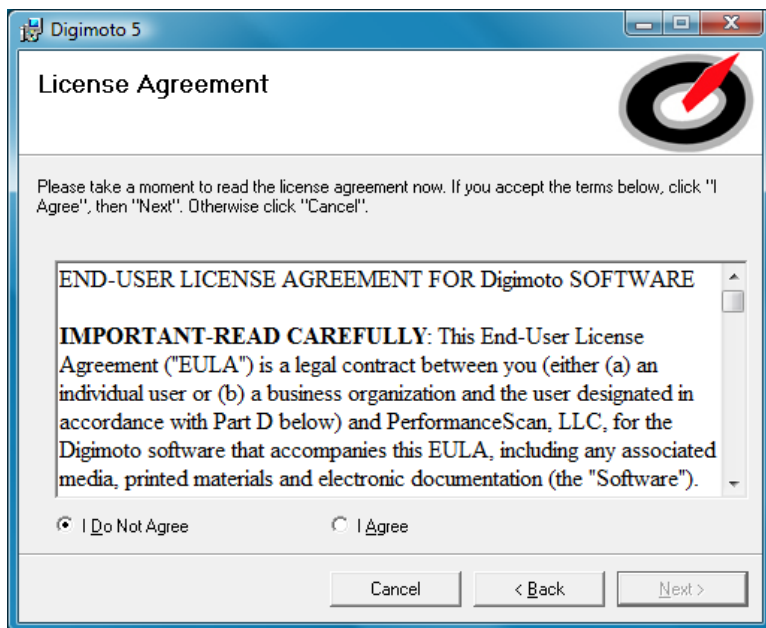 Digimoto 5
License Agreement
Please take a moment to read the license agreement now. If you accept the terms below, click "I
Agree", then "Next". Otherwise click "Cancel".
END-USER LICENSE AGREEMENT FOR Digimoto SOFTWARE
IMPORTANT-READ CAREFULLY: This End-User License
Agreement ("EULA") is a legal contract between you (either (a) an
individual user or (b) a business organization and the user designated in
accordance with Part D below) and PerformanceScan, LLC, for the
Digimoto software that accompanies this EULA, including any associated
media, printed materials and electronic documentation (the "Software").
I Do Not Agree
I Agree
Cancel
< Back
Next >